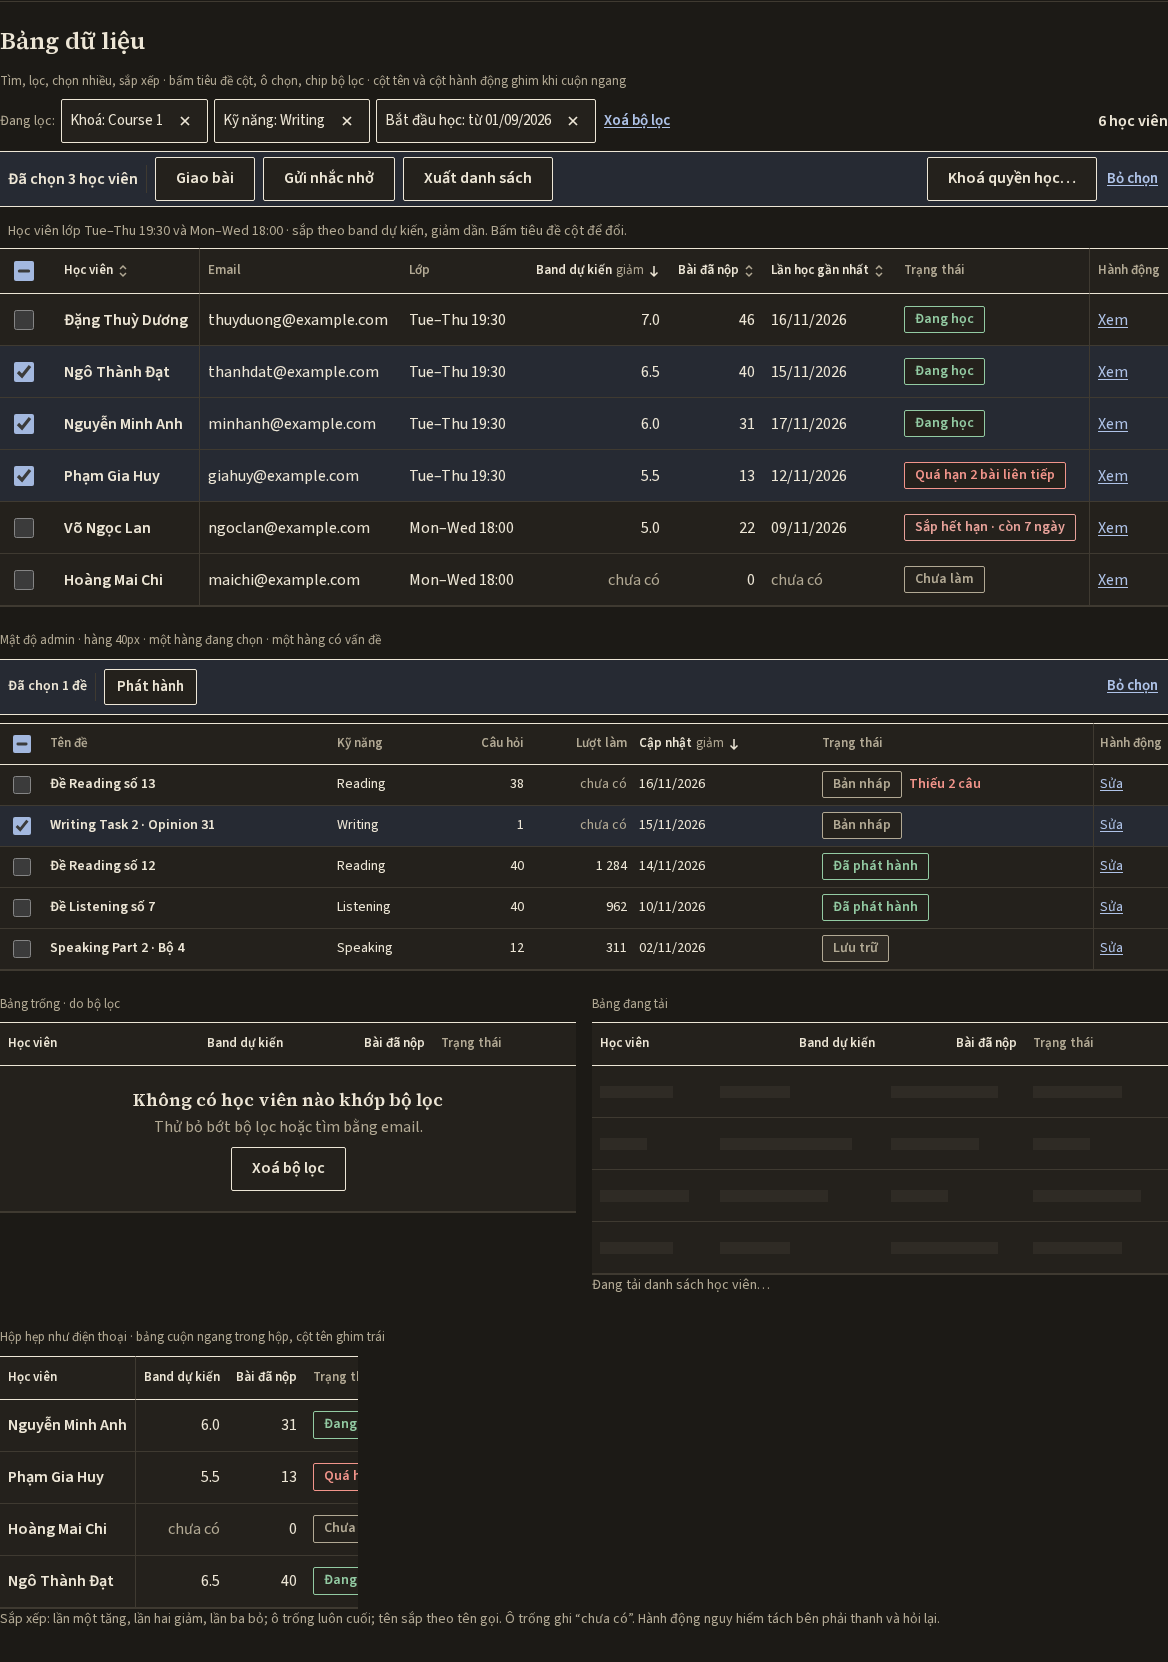 Bảng dữ liệu
Tìm, lọc, chọn nhiều, sắp xếp · bấm tiêu đề cột, ô chọn, chip bộ lọc · cột tên và cột hành động ghim khi cuộn ngang
Đang lọc: Khoá: Course 1 ✕ Kỹ năng: Writing ✕ Bắt đầu học: từ 01/09/2026 ✕ Xoá bộ lọc 6 học viên
Đã chọn 3 học viên Giao bài Gửi nhắc nhở Xuất danh sách Khoá quyền học… Bỏ chọn
Học viên lớp Tue–Thu 19:30 và Mon–Wed 18:00 · sắp theo band dự kiến, giảm dần. Bấm tiêu đề cột để đổi.
Học viên Email Lớp Band dự kiến giảm ↓ Bài đã nộp Lần học gần nhất Trạng thái Hành động
Đặng Thuỳ Dương thuyduong@example.com Tue–Thu 19:30 7.0 46 16/11/2026 Đang học Xem
Ngô Thành Đạt thanhdat@example.com Tue–Thu 19:30 6.5 40 15/11/2026 Đang học Xem
Nguyễn Minh Anh minhanh@example.com Tue–Thu 19:30 6.0 31 17/11/2026 Đang học Xem
Phạm Gia Huy giahuy@example.com Tue–Thu 19:30 5.5 13 12/11/2026 Quá hạn 2 bài liên tiếp Xem
Võ Ngọc Lan ngoclan@example.com Mon–Wed 18:00 5.0 22 09/11/2026 Sắp hết hạn · còn 7 ngày Xem
Hoàng Mai Chi maichi@example.com Mon–Wed 18:00 chưa có 0 chưa có Chưa làm Xem
Mật độ admin · hàng 40px · một hàng đang chọn · một hàng có vấn đề
Đã chọn 1 đề Phát hành Bỏ chọn
Tên đề Kỹ năng Câu hỏi Lượt làm Cập nhật giảm ↓ Trạng thái Hành động
Đề Reading số 13 Reading 38 chưa có 16/11/2026 Bản nháp Thiếu 2 câu Sửa
Writing Task 2 · Opinion 31 Writing 1 chưa có 15/11/2026 Bản nháp Sửa
Đề Reading số 12 Reading 40 1 284 14/11/2026 Đã phát hành Sửa
Đề Listening số 7 Listening 40 962 10/11/2026 Đã phát hành Sửa
Speaking Part 2 · Bộ 4 Speaking 12 311 02/11/2026 Lưu trữ Sửa
Bảng trống · do bộ lọc
Học viên Band dự kiến Bài đã nộp Trạng thái
Không có học viên nào khớp bộ lọc
Thử bỏ bớt bộ lọc hoặc tìm bằng email.
Xoá bộ lọc
Bảng đang tải
Học viên Band dự kiến Bài đã nộp Trạng thái
Đang tải danh sách học viên…
Hộp hẹp như điện thoại · bảng cuộn ngang trong hộp, cột tên ghim trái
Học viên Band dự kiến Bài đã nộp Trạng th
Nguyễn Minh Anh 6.0 31 Đang
Phạm Gia Huy 5.5 13 Quá h
Hoàng Mai Chi chưa có 0 Chưa
Ngô Thành Đạt 6.5 40 Đang
Sắp xếp: lần một tăng, lần hai giảm, lần ba bỏ; ô trống luôn cuối; tên sắp theo tên gọi. Ô trống ghi “chưa có”. Hành động nguy hiểm tách bên phải thanh và hỏi lại.